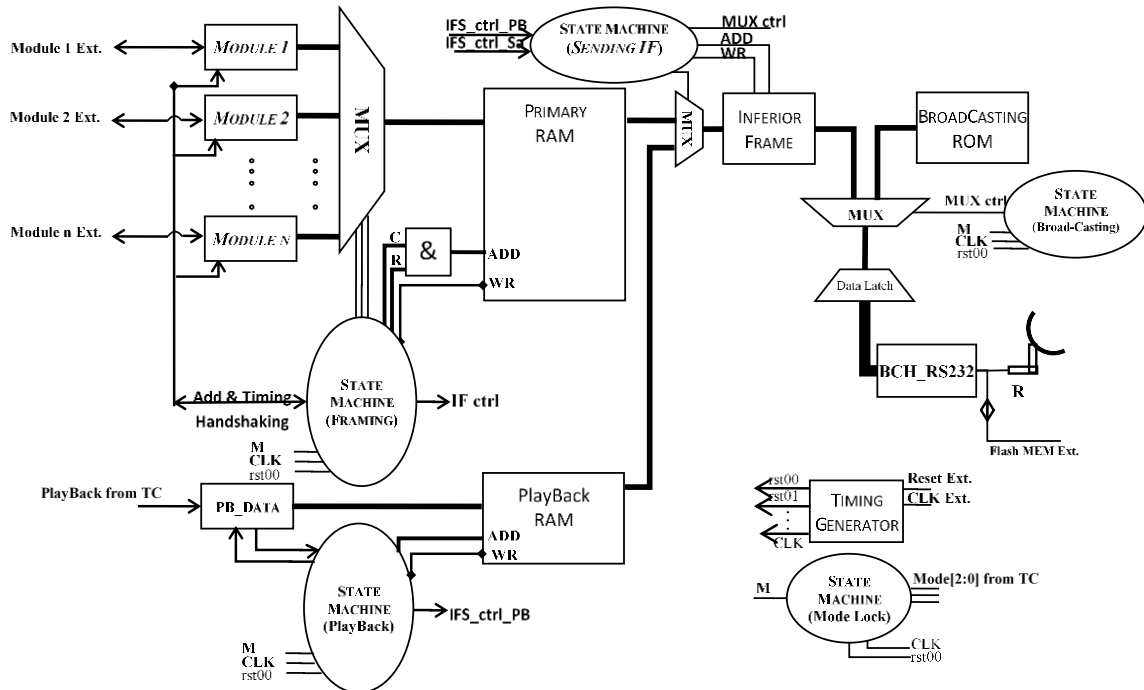 Module 1 Ext.
MODULE 1
Module 2 Ext.
MODULE 2
Module n Ext.
MODULE N
MUX
IFS_ctrl_PB
IFS_ctrl_Sa
STATE MACHINE
(SENDING IF)
MUX ctrl
ADD
WR
PRIMARY
RAM
ADD
WR
C
R
&
MUX
INFERIOR
FRAME
BROADCASTING
ROM
MUX
MUX ctrl
STATE
MACHINE
(Broad-Casting)
M
CLK
rst00
Data Latch
BCH_RS232
R
Flash MEM Ext.
Add & Timing
Handshaking
STATE
MACHINE
(FRAMING)
IF ctrl
M
CLK
rst00
PlayBack from TC
PB_DATA
PlayBack
RAM
ADD
WR
STATE
MACHINE
(PlayBack)
IFS_ctrl_PB
M
CLK
rst00
rst00
rst01
CLK
TIMING
GENERATOR
Reset Ext.
CLK Ext.
M
STATE
MACHINE
(Mode Lock)
Mode[2:0] from TC
CLK
rst00